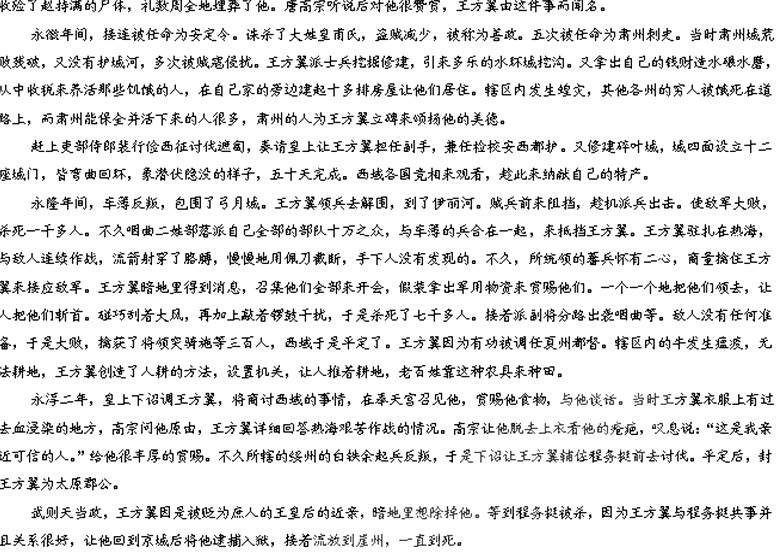 收殓了赵持满的尸体，礼数周全地埋葬了他。唐高宗听说后对他很赞赏，王方翼由这件事而闻名。
永徽年间，接连被任命为安定令。诛杀了大姓皇甫氏，盗贼减少，被称为善政。五次被任命为肃州刺史。当时肃州城荒
败残破，又没有护城河，多次被贼寇侵扰。王方翼派士兵挖掘修建，引来多乐的水环城挖沟。又拿出自己的钱财造水碾水磨，
从中收税来养活那些饥饿的人，在自己家的旁边建起十多排房屋让他们居住。辖区内发生蝗灾，其他各州的穷人被饿死在道
路上，而肃州能保全并活下来的人很多，肃州的人为王方翼立碑来颂扬他的美德。
赶上吏部侍郎裴行俭西征讨伐遮匐，奏请皇上让王方翼担任副手，兼任检校安西都护。又修建碎叶城，城四面设立十二
座城门，皆弯曲回环，象潜伏隐没的样子，五十天完成。西域各国竞相来观看，趁此来纳献自己的特产。
永隆年间，车薄反叛，包围了弓月城。王方翼领兵去解围，到了伊丽河。贼兵前来阻挡，趁机派兵出击。使敌军大败，
杀死一千多人。不久咽曲二姓部落派自己全部的部队十万之众，与车薄的兵合在一起，来抵挡王方翼。王方翼驻扎在热海，
与敌人连续作战，流箭射穿了胳膊，慢慢地用佩刀截断，手下人没有发现的。不久，所统领的蕃兵怀有二心，商量擒住王方
翼来接应敌军。王方翼暗地里得到消息，召集他们全部来开会，假装拿出军用物资来赏赐他们。一个一个地把他们领去，让
人把他们斩首。碰巧刮着大风，再加上敲着锣鼓干扰，于是杀死了七千多人。接着派副将分路出袭咽曲等。敌人没有任何准
备，于是大败，擒获了将领突骑施等三百人，西域于是平定了。王方翼因为有功被调任夏州都督。辖区内的牛发生瘟疫，无
法耕地，王方翼创造了人耕的方法，设置机关，让人推着耕地，老百姓靠这种农具来种田。
永淳二年，皇上下诏调王方翼，将商讨西域的事情，在奉天宫召见他，赏赐他食物，与他谈话。当时王方翼衣服上有过
去血浸染的地方，高宗问他原由，王方翼详细回答热海艰苦作战的情况。高宗让他脱去上衣看他的疮疤，叹息说：“这是我亲
近可信的人。”给他很丰厚的赏赐。不久所辖的绥州的白铁余起兵反叛，于是下诏让王方翼辅佐程务挺前去讨伐。平定后，封
王方翼为太原郡公。
武则天当政，王方翼因是被贬为庶人的王皇后的近亲，暗地里想除掉他。等到程务挺被杀，因为王方翼与程务挺共事并
且关系很好，让他回到京城后将他逮捕入狱，接着流放到崖州，一直到死。